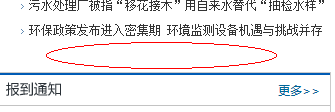 污水处理厂被指“移花接木”用自来水替代“抽检水样”
环保政策发布进入密集期 环境监测设备机遇与挑战并存
报到通知 更多>>